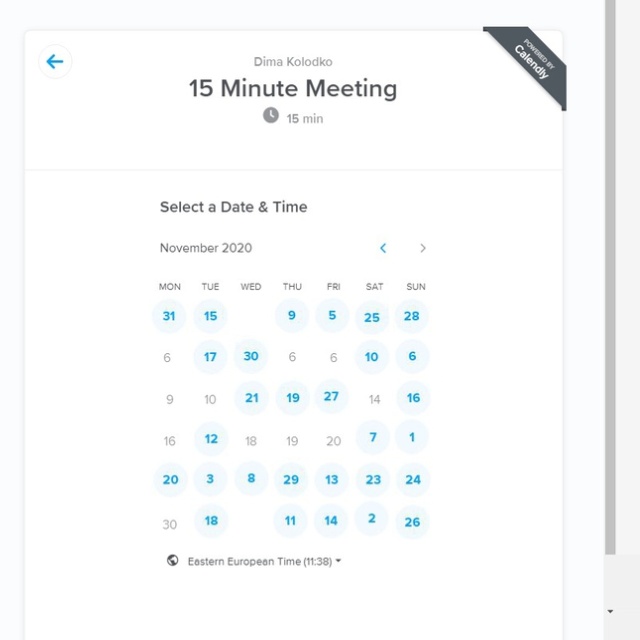 POWERED BY
Calendly
Dima Kolodko
15 Minute Meeting
15 min
Select a Date & Time
November 2020
MON TUE WED THU FRI SAT SUN
31 15 9 5 25 28
6 17 30 6 6 10 6
9 10 21 19 27 14 16
16 12 18 19 20 7 1
20 3 8 29 13 23 24
30 18 11 14 2 26
Eastern European Time (11:38)